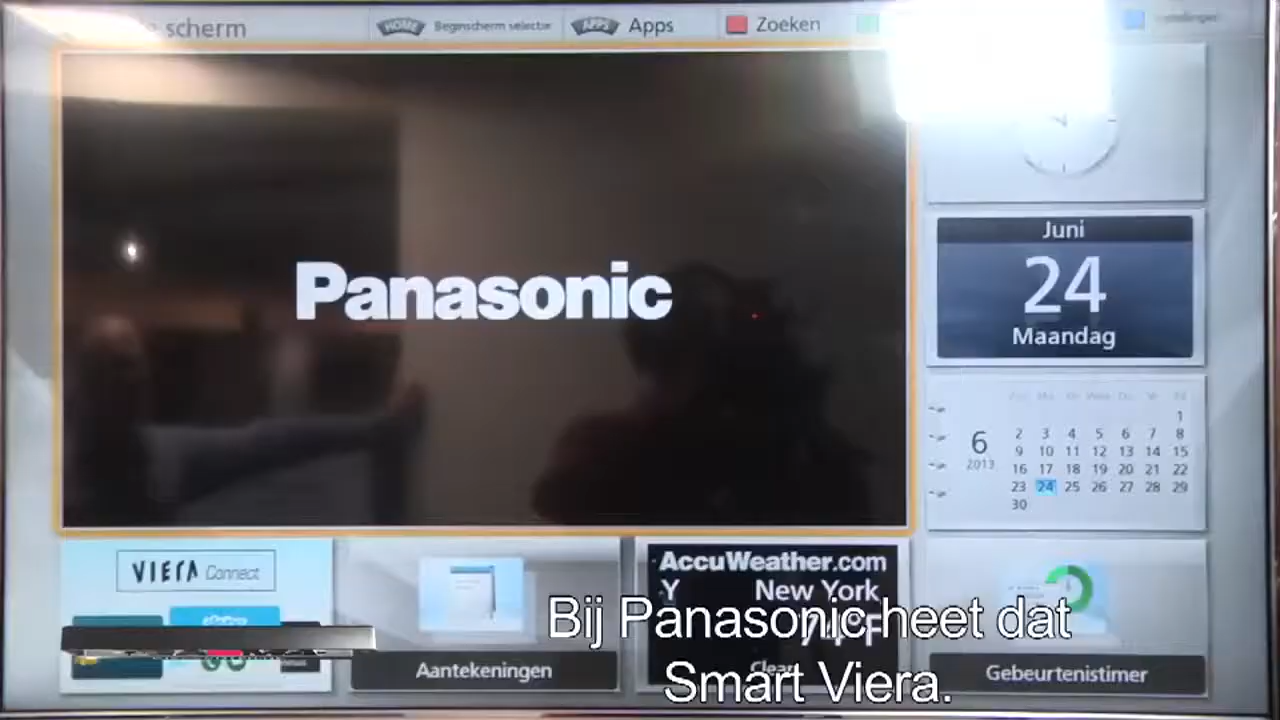 scherm
HOME Beginscherm selectie
APPS Apps
Zoeken
Panasonic
Juni
24
Maandag
6
2013
1
2 3 4 5 6 7 8
9 10 11 12 13 14 15
16 17 18 19 20 21 22
23 24 25 26 27 28 29
30
VIERA Connect
Aantekeningen
AccuWeather.com
New York
Gebeurtenistimer
Bij Panasonic heet dat
Smart Viera.